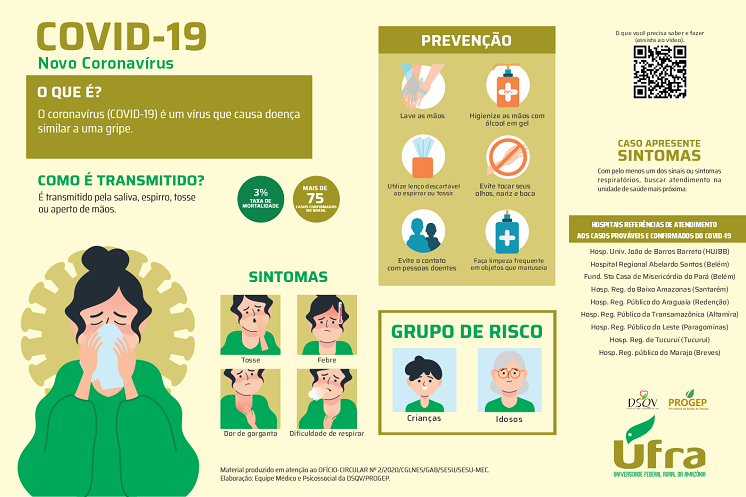 COVID-19
Novo Coronavírus
O QUE É?
O coronavírus (COVID-19) é um vírus que causa doença
similar a uma gripe.
COMO É TRANSMITIDO?
É transmitido pela saliva, espirro, tosse
ou aperto de mãos.
3%
TAXA DE
MORTALIDADE
MAIS DE
75
CASOS CONFIRMADOS
NO BRASIL
SINTOMAS
Tosse
Febre
Dor de garganta
Dificuldade de respirar
PREVENÇÃO
Lave as mãos
Higienize as mãos com
álcool em gel
Utilize lenço descartável
ao espirrar ou tossir
Evite tocar seus
olhos, nariz e boca
Evite o contato
com pessoas doentes
Faça limpeza frequente
em objetos que manuseia
GRUPO DE RISCO
Crianças
Idosos
O que você precisa saber e fazer
(assista ao vídeo).
CASO APRESENTE
SINTOMAS
Com pelo menos um dos sinais ou sintomas
respiratórios, buscar atendimento na
unidade de saúde mais próxima:
HOSPITAIS REFERÊNCIAS DE ATENDIMENTO
AOS CASOS PROVÁVEIS E CONFIRMADOS DO COVID-19
Hosp. Univ. João de Barros Barreto (HUJBB)
Hospital Regional Abelardo Santos (Belém)
Fund. Sta Casa de Misericórdia do Pará (Belém)
Hosp. Reg. do Baixo Amazonas (Santarém)
Hosp. Reg. Público do Araguaia (Redenção)
Hosp. Reg. Público da Transamazônica (Altamira)
Hosp. Reg. Público do Leste (Paragominas)
Hosp. Reg. de Tucuruí (Tucuruí)
Hosp. Reg. público do Marajó (Breves)
DSQV
PROGEP
Ufra
UNIVERSIDADE FEDERAL RURAL DA AMAZÔNIA
Material produzido em atenção ao OFÍCIO-CIRCULAR Nº 2/2020/CGLNES/GAB/SESU/SESU-MEC.
Elaboração: Equipe Médico e Psicossocial da DSQV/PROGEP.